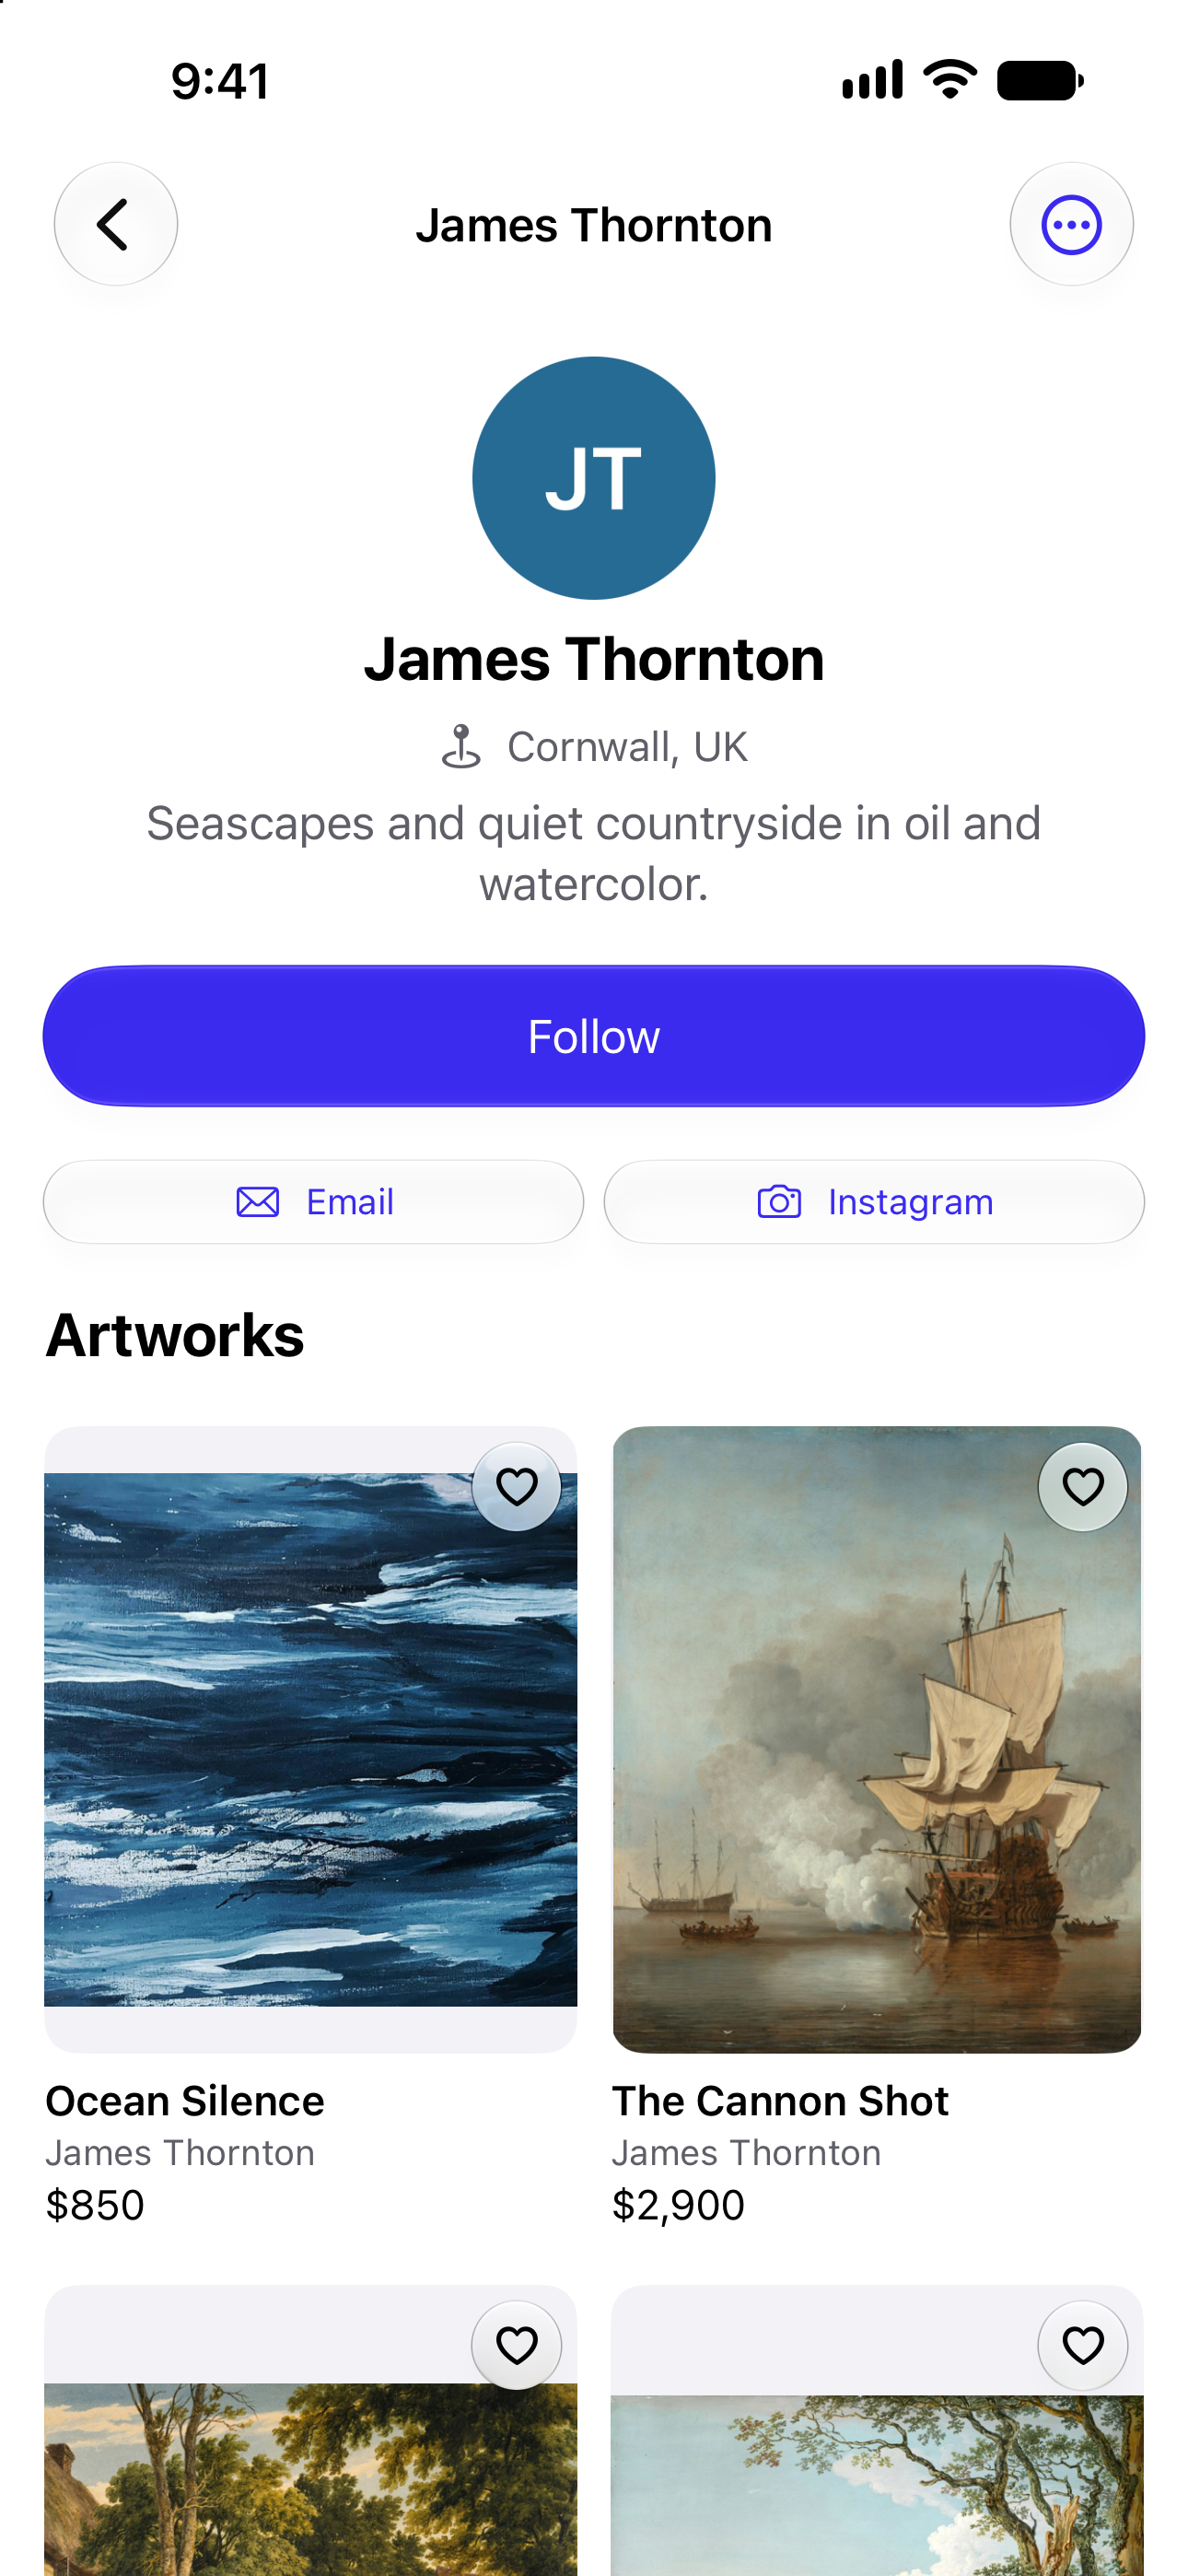 9:41
James Thornton
JT
James Thornton
Cornwall, UK
Seascapes and quiet countryside in oil and
watercolor.
Follow
Email
Instagram
Artworks
Ocean Silence
James Thornton
$850
The Cannon Shot
James Thornton
$2,900